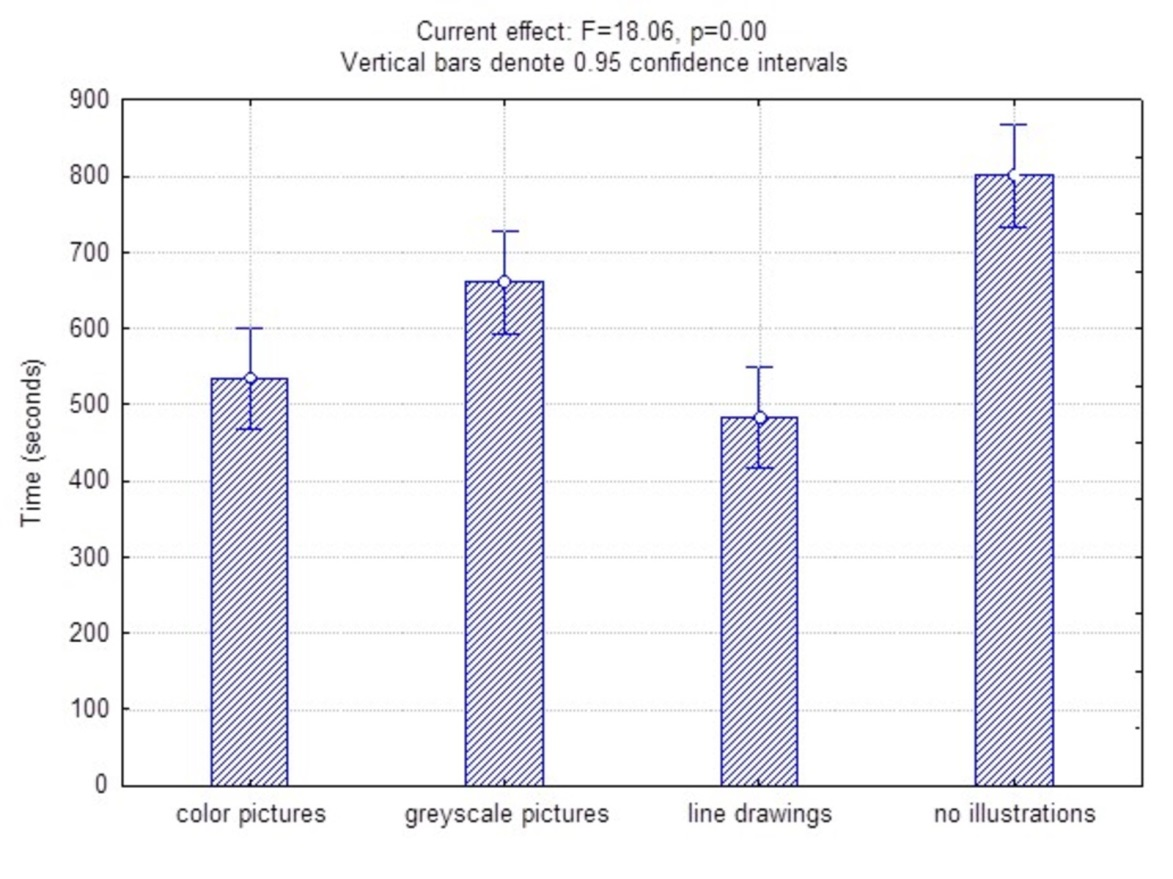 Current effect: F=18.06, p=0.00
Vertical bars denote 0.95 confidence intervals
900
800
700
600
500
400
300
200
100
0
Time (seconds)
color pictures
greyscale pictures
line drawings
no illustrations